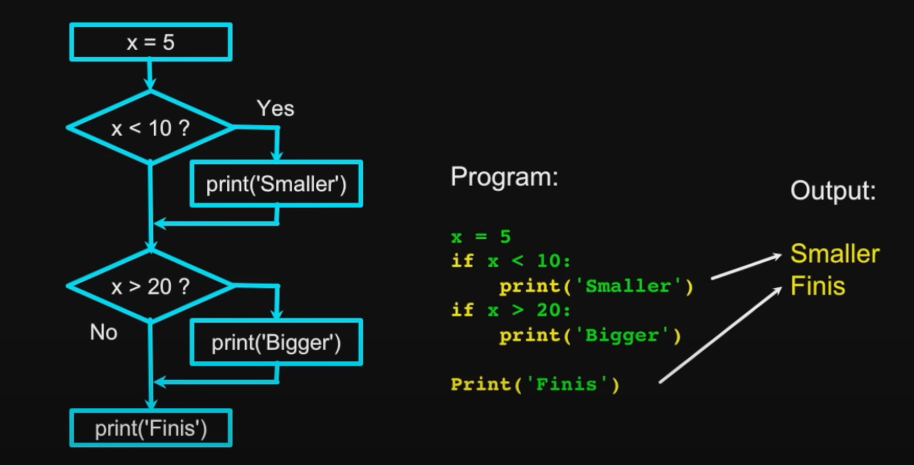 x = 5
x < 10 ?
Yes
print('Smaller')
x > 20 ?
No
print('Bigger')
print('Finis')
Program:
x = 5
if x < 10:
    print('Smaller')
if x > 20:
    print('Bigger')
Print('Finis')
Output:
Smaller
Finis